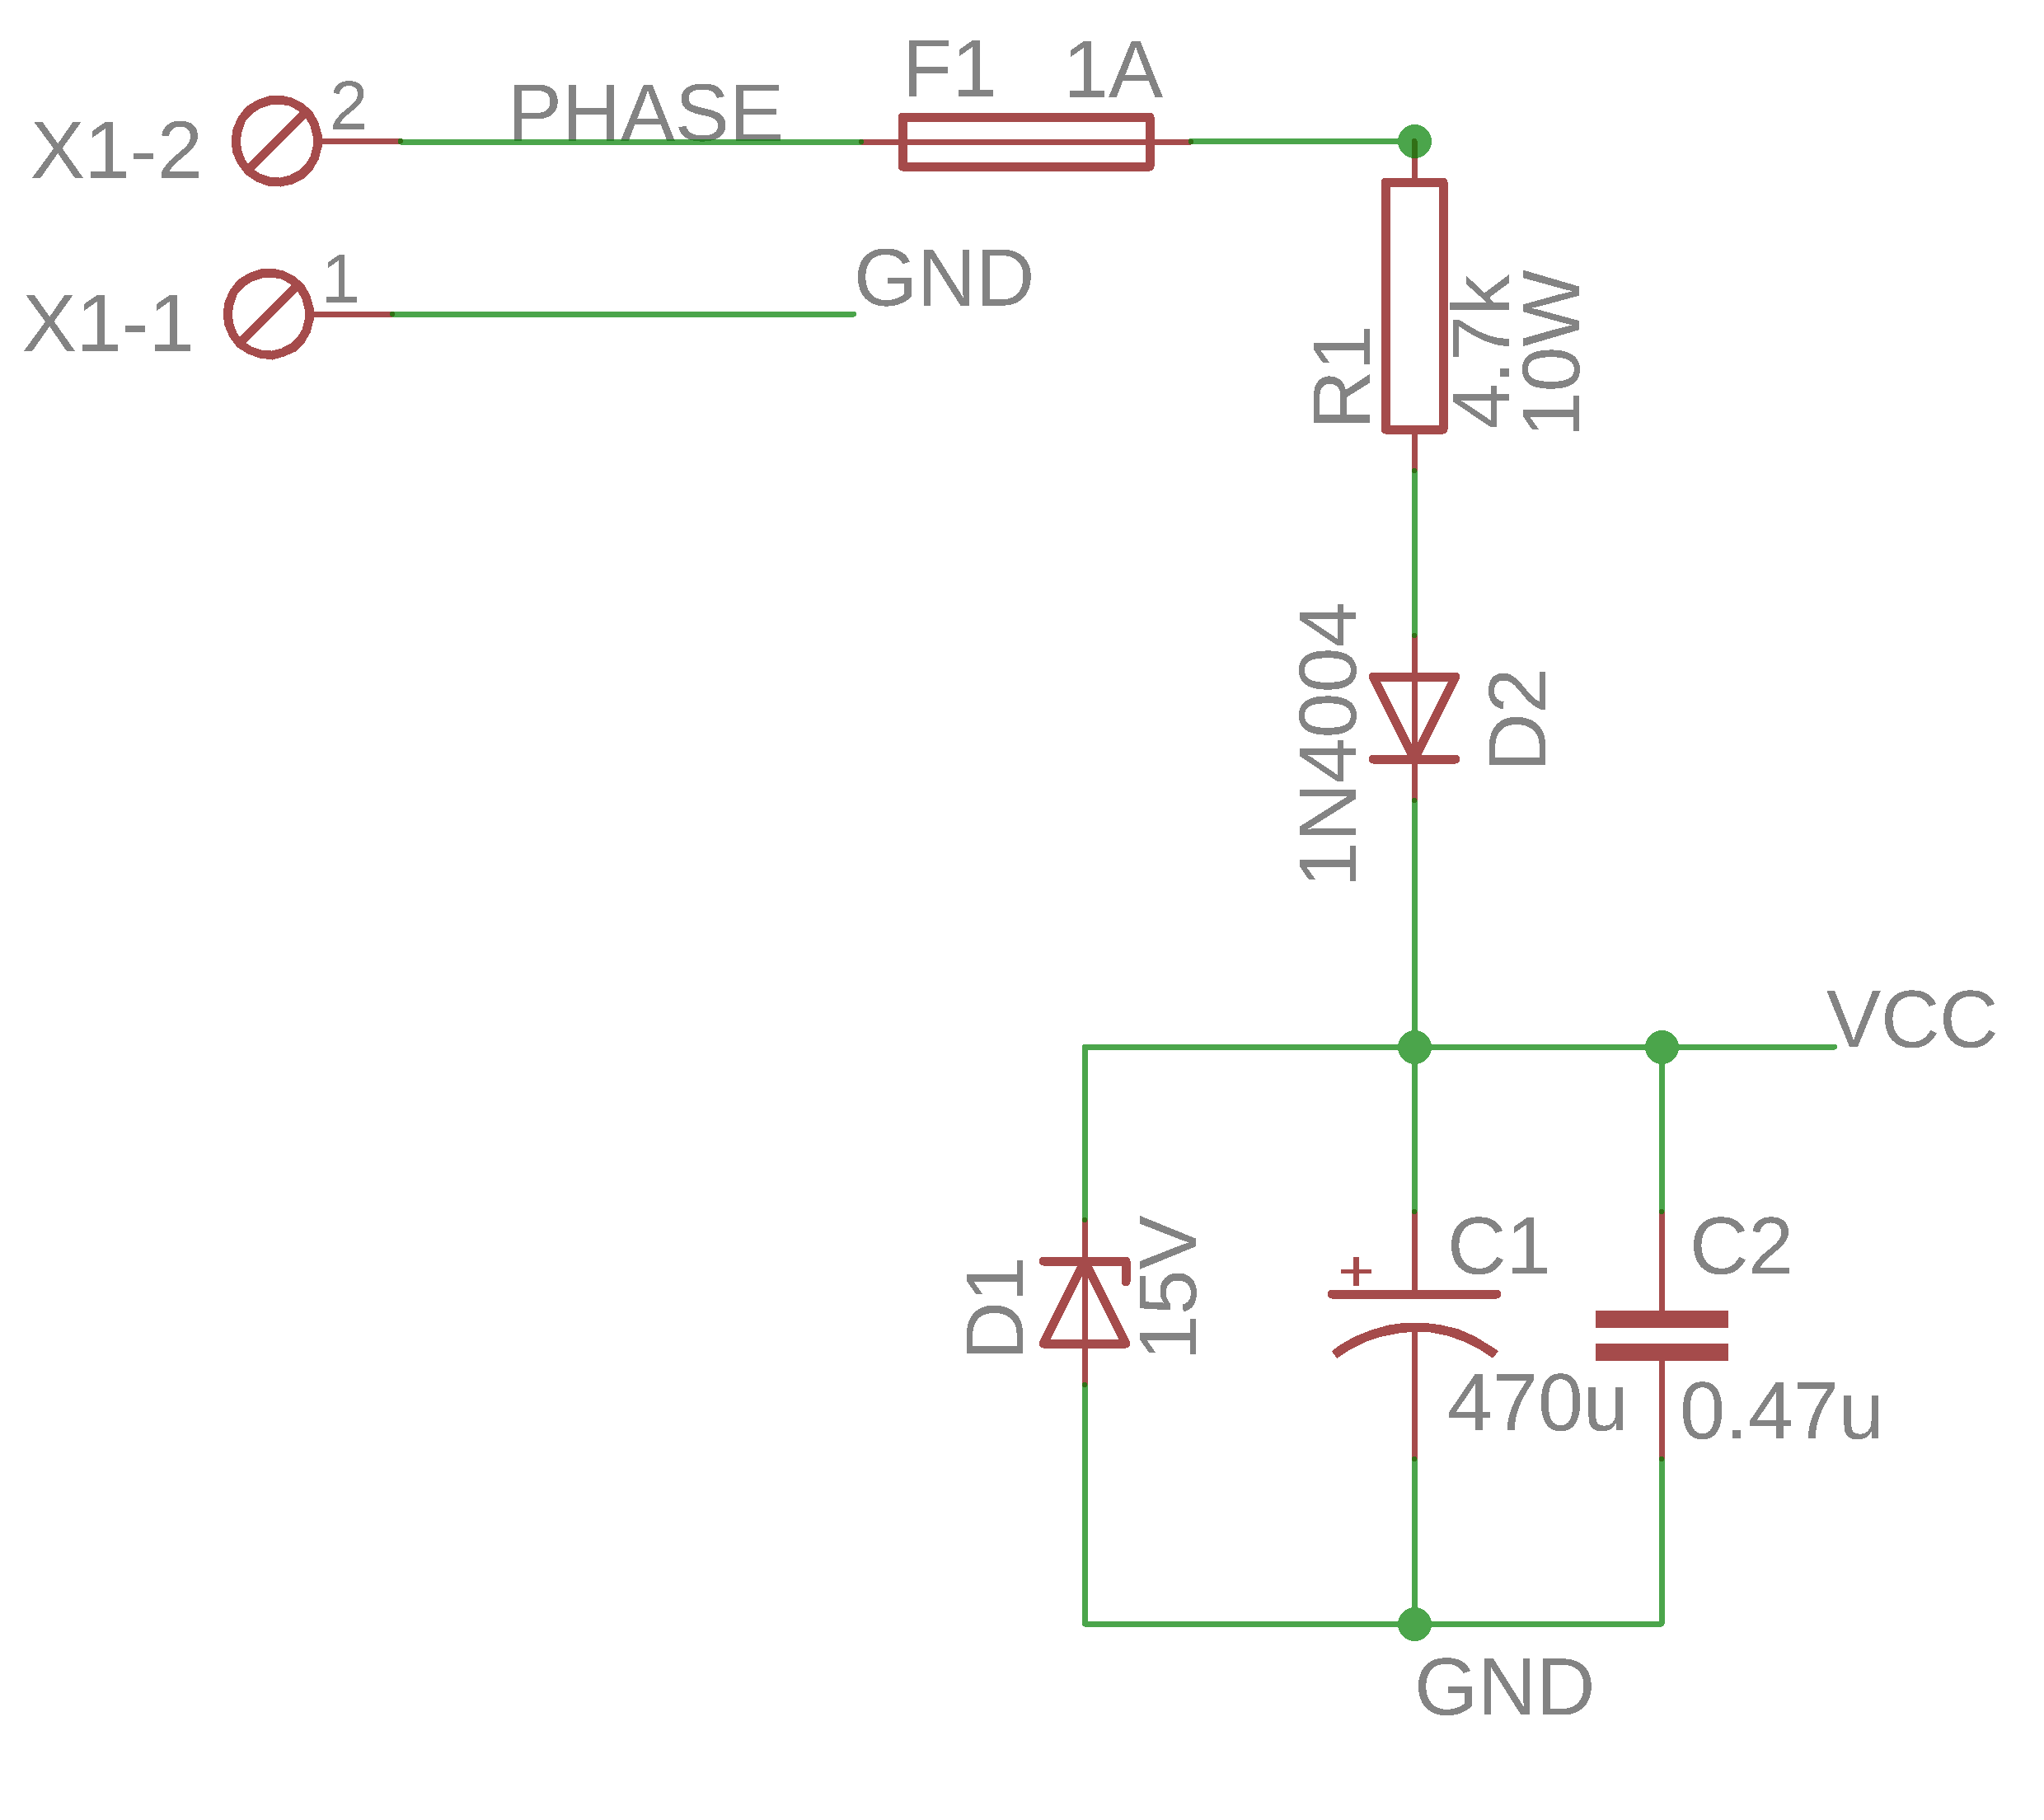 F1 1A
X1-2
2
PHASE
X1-1
1
GND
R1
4.7k
10W
1N4004
D2
VCC
D1
15V
+
C1
470u
C2
0.47u
GND